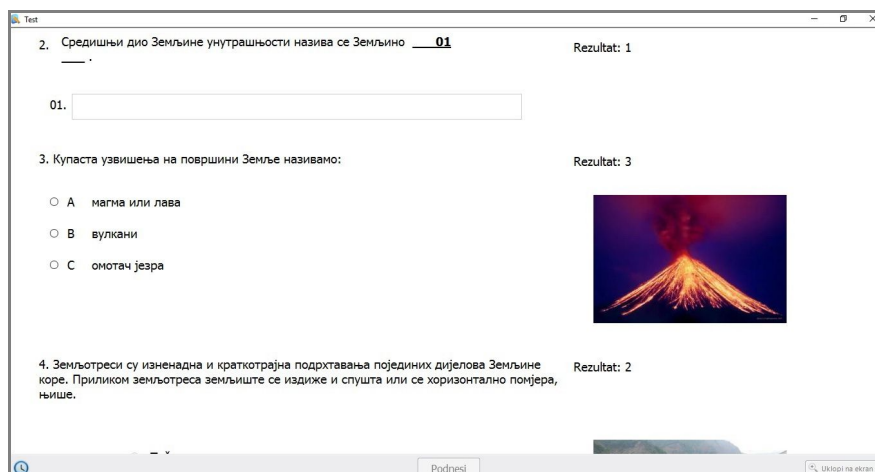 Test
2. Средишњи дио Земљине унутрашњости назива се Земљино ___01
___ .
Rezultat: 1
01.
3. Купаста узвишења на површини Земље називамо:
Rezultat: 3
A магма или лава
B вулкани
C омотач језра
4. Земљотреси су изненадна и краткотрајна подрхтавања појединих дијелова Земљине
коре. Приликом земљотреса земљиште се издиже и спушта или се хоризонтално помјера,
њише.
Rezultat: 2
Podnesi
Uklopi na ekran